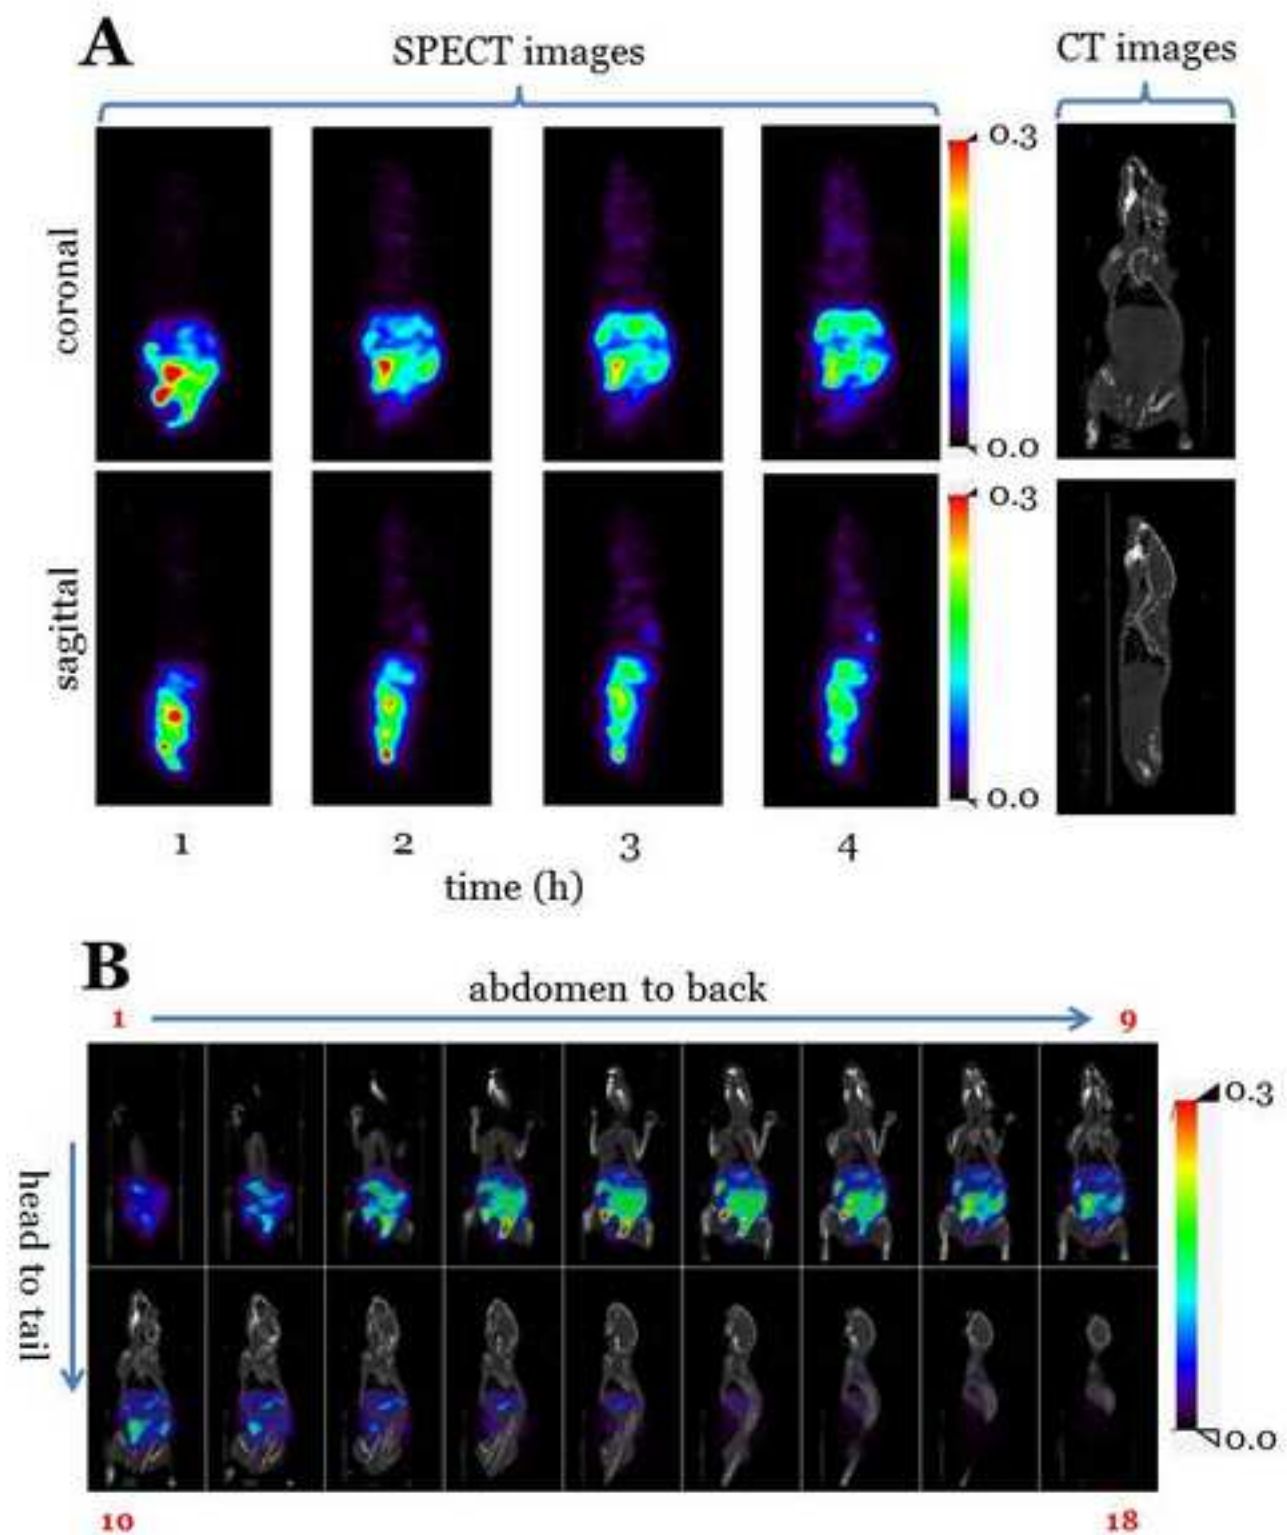 A
SPECT images
CT images
coronal
0.3
0.0
sagittal
0.3
0.0
1
2
3
4
time (h)
B
abdomen to back
1
9
head to tail
0.3
0.0
10
18